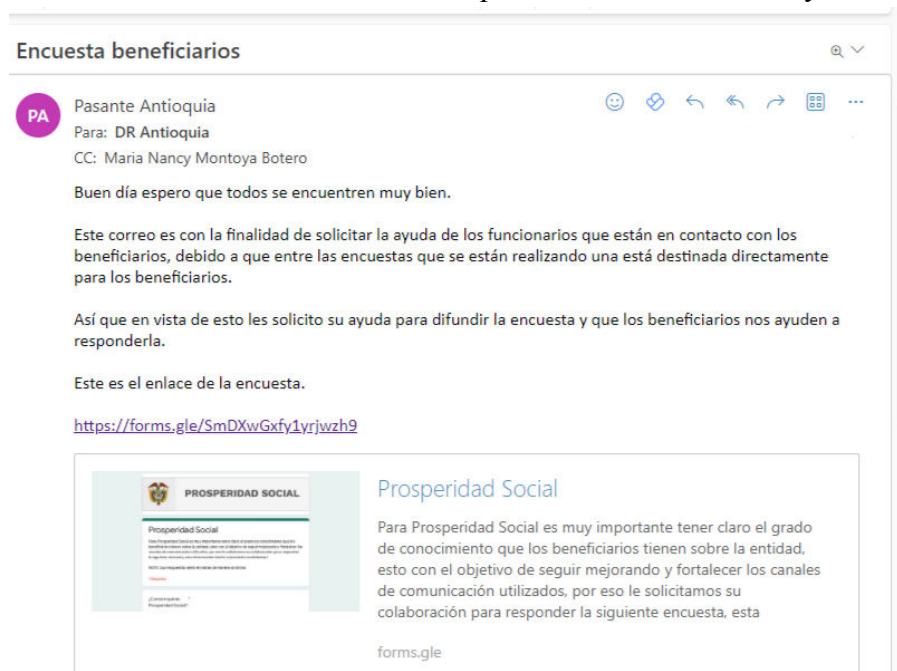 Encuesta beneficiarios
PA
Pasante Antioquia
Para: DR Antioquia
CC: Maria Nancy Montoya Botero
Buen día espero que todos se encuentren muy bien.
Este correo es con la finalidad de solicitar la ayuda de los funcionarios que están en contacto con los
beneficiarios, debido a que entre las encuestas que se están realizando una está destinada directamente
para los beneficiarios.
Así que en vista de esto les solicito su ayuda para difundir la encuesta y que los beneficiarios nos ayuden a
responderla.
Este es el enlace de la encuesta.
https://forms.gle/SmDXwGxfy1yrjwzh9
PROSPERIDAD SOCIAL
Prosperidad Social
Prosperidad Social
Para Prosperidad Social es muy importante tener claro el grado
de conocimiento que los beneficiarios tienen sobre la entidad,
esto con el objetivo de seguir mejorando y fortalecer los canales
de comunicación utilizados, por eso le solicitamos su
colaboración para responder la siguiente encuesta, esta
forms.gle